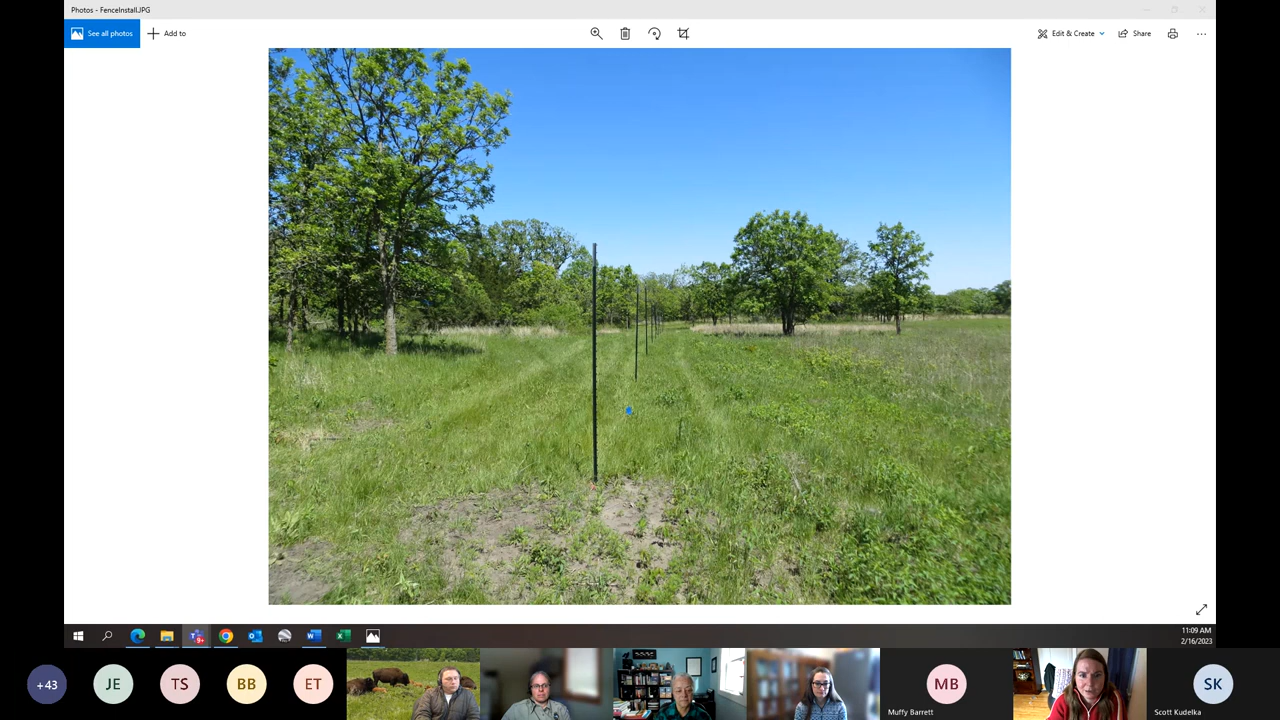 Photos - FenceInstall.JPG
See all photos
Add to
Edit & Create
Share
11:09 AM
2/16/2023
+43
JE
TS
BB
ET
MB
Muffy Barrett
SK
Scott Kudelka